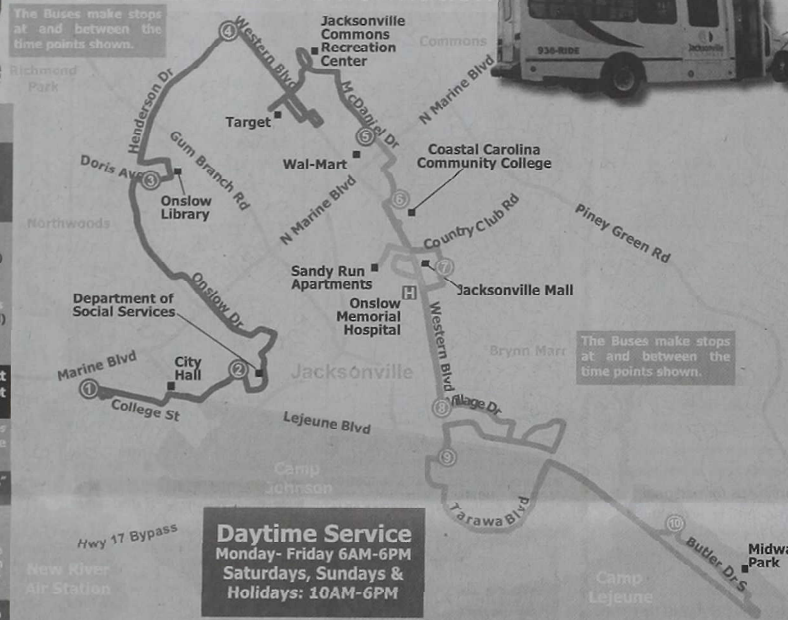 The Buses make stops
at and between the
time points shown.
Richmond
Park
4
Western Blvd
Jacksonville
Commons
Recreation
Center
Commons
936-RIDE
Jacksonville
Henderson Dr
Target
McDaniel Dr
N Marine Blvd
5
Wal-Mart
Coastal Carolina
Community College
Gum Branch Rd
Doris Ave
3
Onslow
Library
N Marine Blvd
6
Country Club Rd
Piney Green Rd
Northwoods
Sandy Run
Apartments
7
Jacksonville Mall
H
Onslow
Memorial
Hospital
Onslow Dr
Department of
Social Services
Western Blvd
The Buses make stops
at and between the
time points shown.
Brynn Marr
Marine Blvd
City
Hall
2
Jacksonville
1
College St
Lejeune Blvd
8
Village Dr
9
Camp
Johnson
Tarawa Blvd
10
Butler Dr S
Midwa
Park
Hwy 17 Bypass
New River
Air Station
Daytime Service
Monday- Friday 6AM-6PM
Saturdays, Sundays &
Holidays: 10AM-6PM
Camp
Lejeune